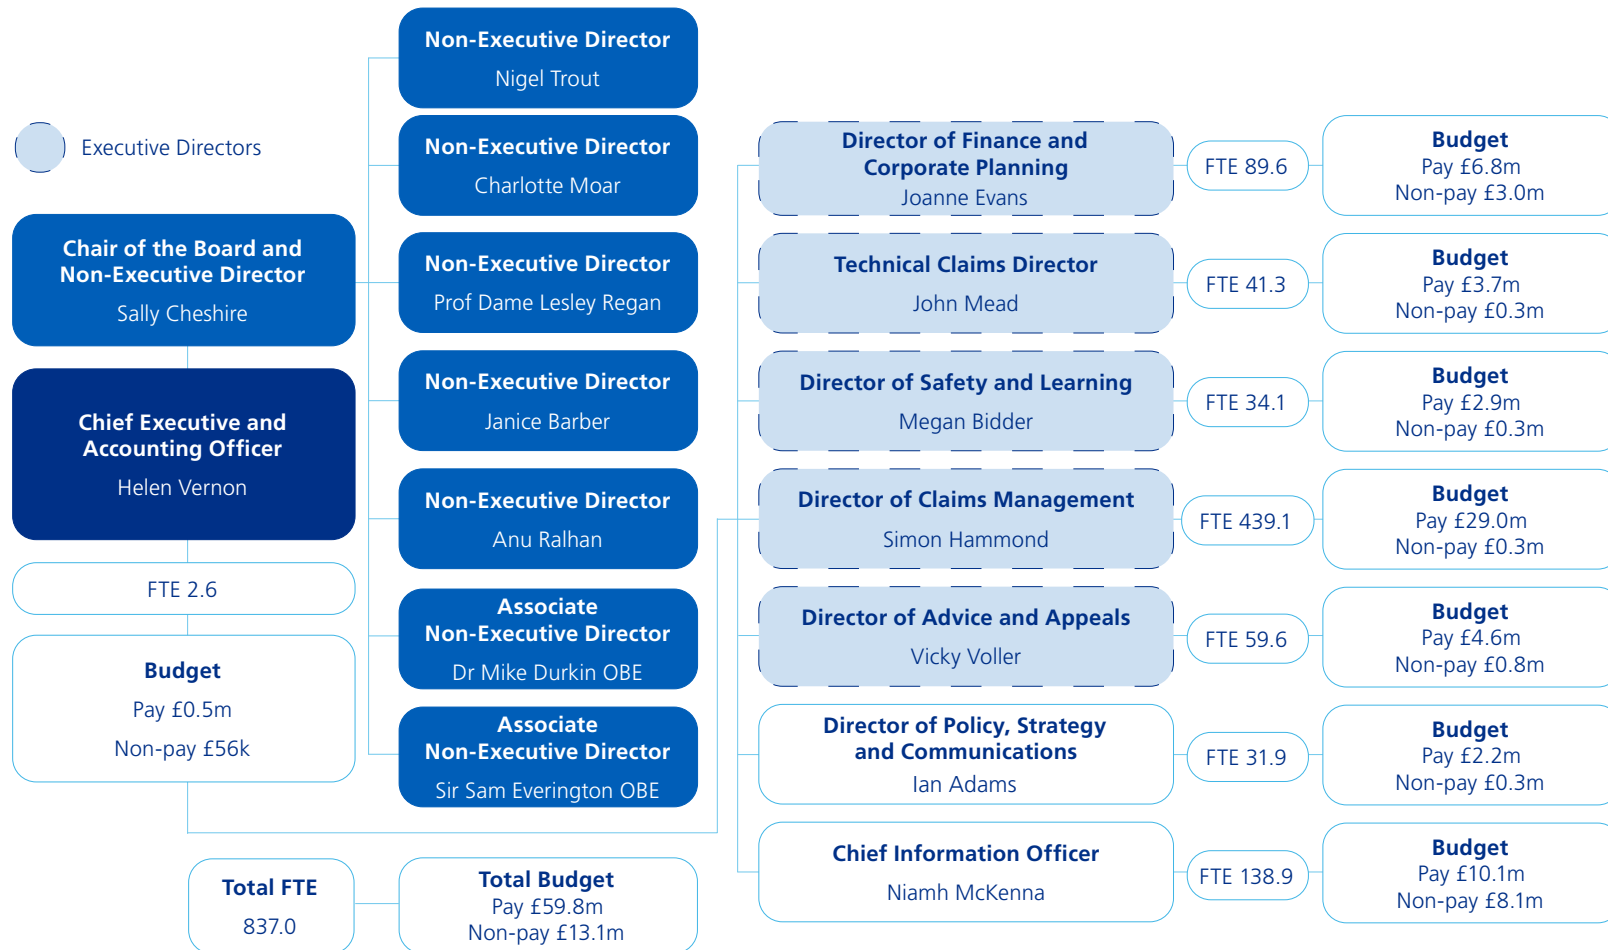 Executive Directors
Chair of the Board and
Non-Executive Director
Sally Cheshire
Chief Executive and
Accounting Officer
Helen Vernon
FTE 2.6
Budget
Pay £0.5m
Non-pay £56k
Non-Executive Director
Nigel Trout
Non-Executive Director
Charlotte Moar
Non-Executive Director
Prof Dame Lesley Regan
Non-Executive Director
Janice Barber
Non-Executive Director
Anu Ralhan
Associate
Non-Executive Director
Dr Mike Durkin OBE
Associate
Non-Executive Director
Sir Sam Everington OBE
Director of Finance and
Corporate Planning
Joanne Evans
FTE 89.6
Budget
Pay £6.8m
Non-pay £3.0m
Technical Claims Director
John Mead
FTE 41.3
Budget
Pay £3.7m
Non-pay £0.3m
Director of Safety and Learning
Megan Bidder
FTE 34.1
Budget
Pay £2.9m
Non-pay £0.3m
Director of Claims Management
Simon Hammond
FTE 439.1
Budget
Pay £29.0m
Non-pay £0.3m
Director of Advice and Appeals
Vicky Voller
FTE 59.6
Budget
Pay £4.6m
Non-pay £0.8m
Director of Policy, Strategy
and Communications
Ian Adams
FTE 31.9
Budget
Pay £2.2m
Non-pay £0.3m
Chief Information Officer
Niamh McKenna
FTE 138.9
Budget
Pay £10.1m
Non-pay £8.1m
Total FTE
837.0
Total Budget
Pay £59.8m
Non-pay £13.1m